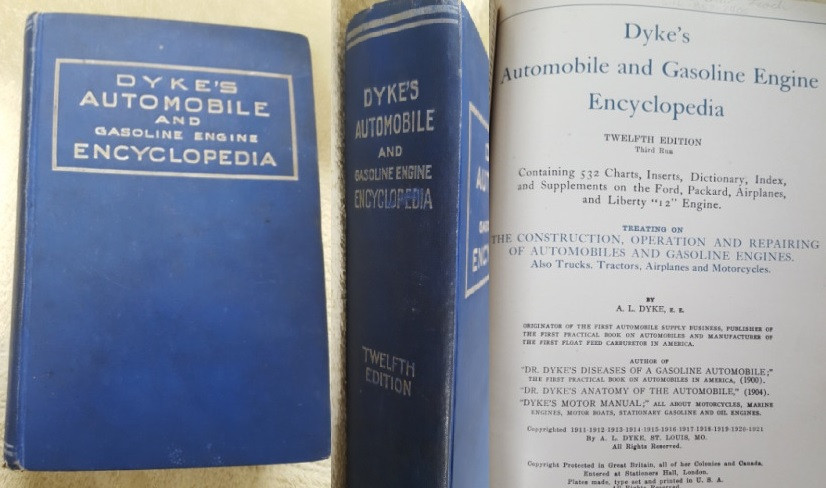 DYKE'S
AUTOMOBILE
AND
GASOLINE ENGINE
ENCYCLOPEDIA
DYKE'S
AUTOMOBILE
AND
GASOLINE ENGINE
ENCYCLOPEDIA
TWELFTH
EDITION
Dyke's
Automobile and Gasoline Engine
Encyclopedia
TWELFTH EDITION
Third Run
Containing 532 Charts, Inserts, Dictionary, Index,
and Supplements on the Ford, Packard, Airplanes,
and Liberty "12" Engine.
TREATING ON
THE CONSTRUCTION, OPERATION AND REPAIRING
OF AUTOMOBILES AND GASOLINE ENGINES.
Also Trucks. Tractors, Airplanes and Motorcycles.
BY
A. L. DYKE, E. E.
ORIGINATOR OF THE FIRST AUTOMOBILE SUPPLY BUSINESS, PUBLISHER OF
THE FIRST PRACTICAL BOOK ON AUTOMOBILES AND MANUFACTURER OF
THE FIRST FLOAT FEED CARBURETOR IN AMERICA.
AUTHOR OF
"DR. DYKE'S DISEASES OF A GASOLINE AUTOMOBILE;"
THE FIRST PRACTICAL BOOK ON AUTOMOBILES IN AMERICA, (1900).
"DR. DYKE'S ANATOMY OF THE AUTOMOBILE," (1904).
"DYKE'S MOTOR MANUAL;" ALL ABOUT MOTORCYCLES, MARINE
ENGINES, MOTOR BOATS, STATIONARY GASOLINE AND OIL ENGINES.
Copyrighted 1911-1912-1913-1914-1915-1916-1917-1918-1919-1920-1921
By A. L. DYKE, ST. LOUIS, MO.
All Rights Reserved.
Copyright Protected in Great Britain, all of her Colonies and Canada.
Entered at Stationers Hall, London.
Plates made, type set and printed in U. S. A.
All Rights Reserved